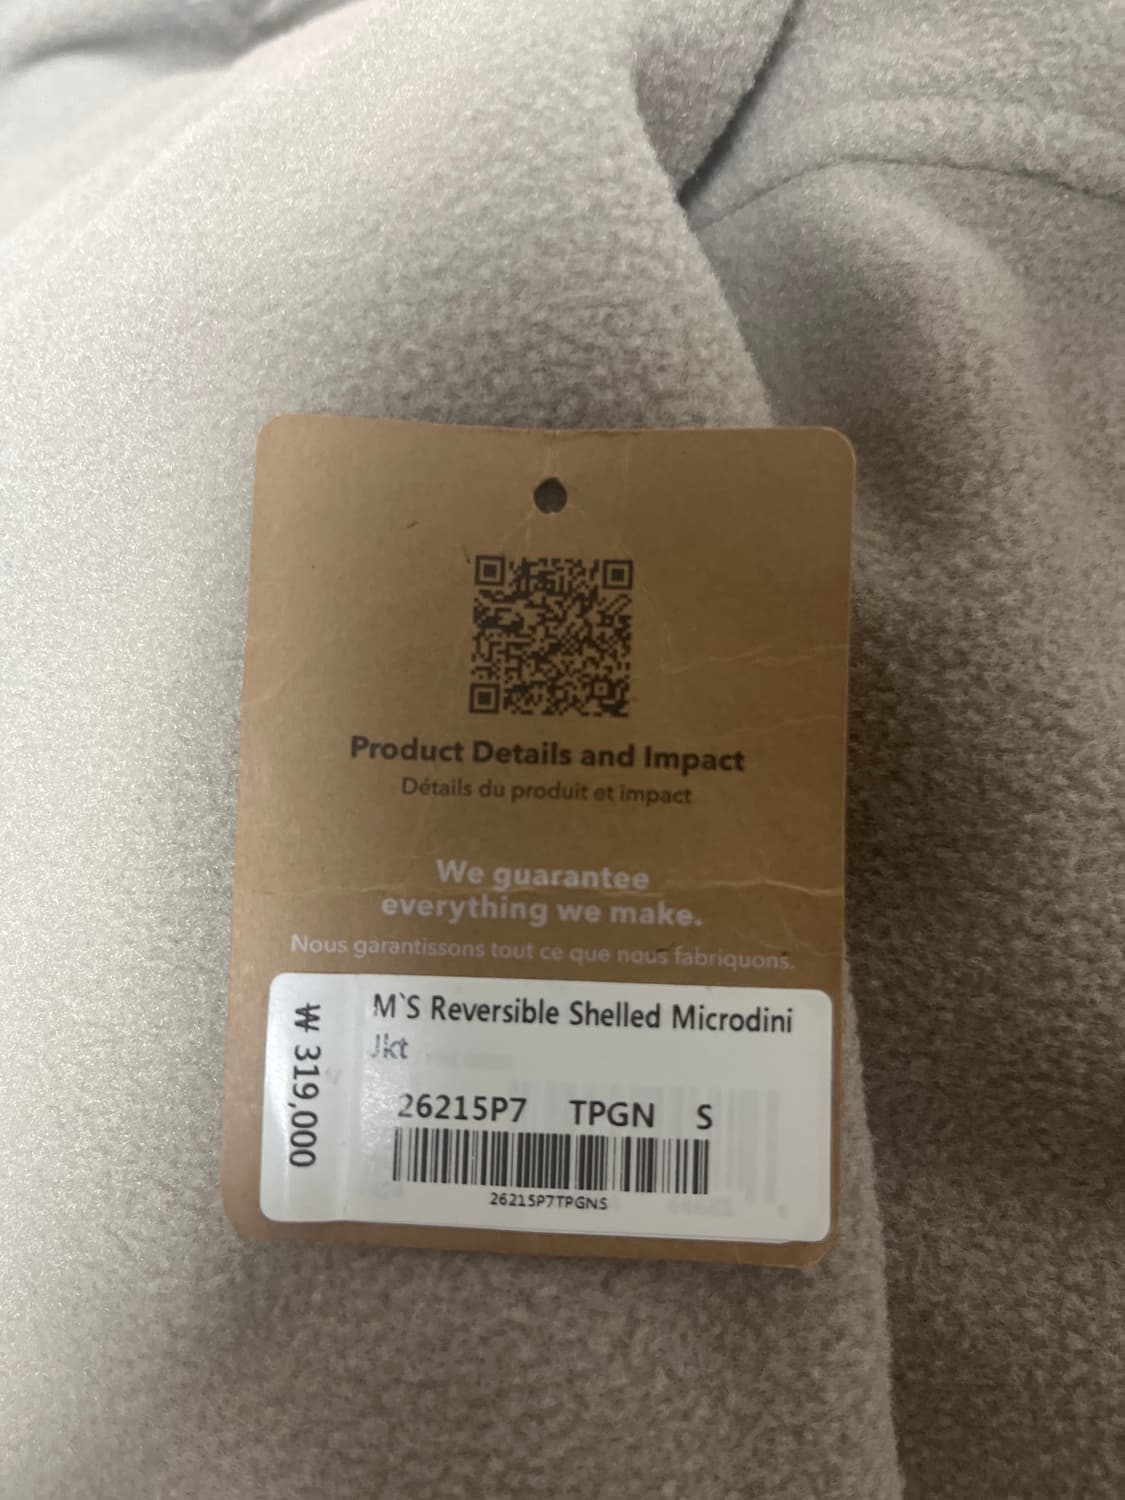 Product Details and Impact
Détails du produit et impact
We guarantee
everything we make.
Nous garantissons tout ce que nous fabriquons.
M`S Reversible Shelled Microdini
Jkt
₩ 319,000
26215P7 TPGN S
26215P7TPGNS